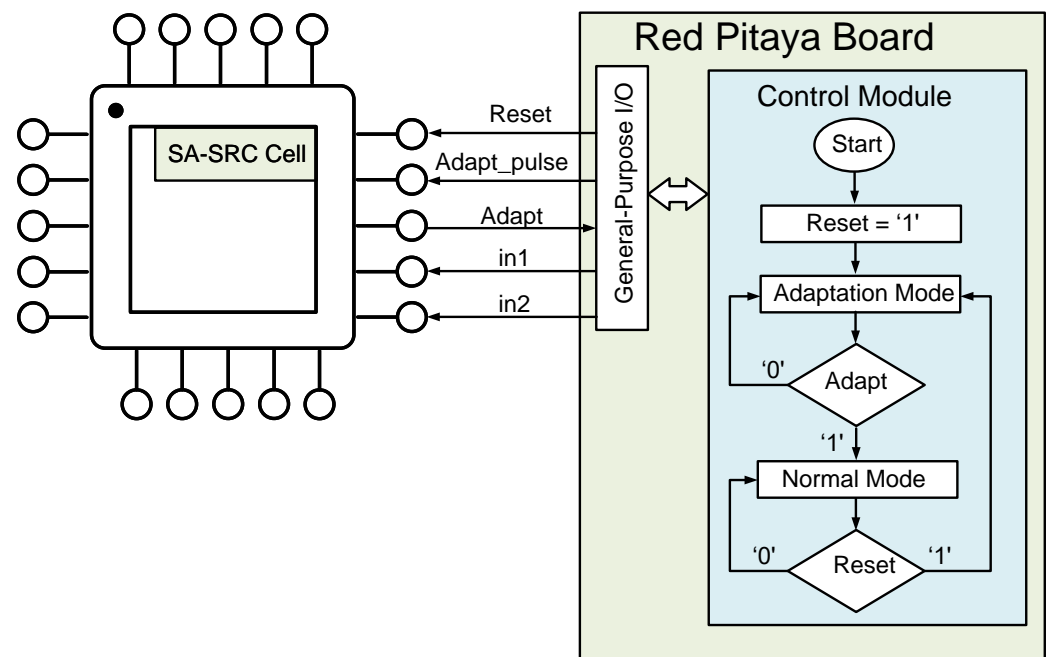 Red Pitaya Board
SA-SRC Cell
Reset
Adapt_pulse
Adapt
in1
in2
General-Purpose I/O
Control Module
Start
Reset = ‘1'
Adaptation Mode
‘0'
Adapt
‘1'
Normal Mode
‘0'
Reset
‘1'